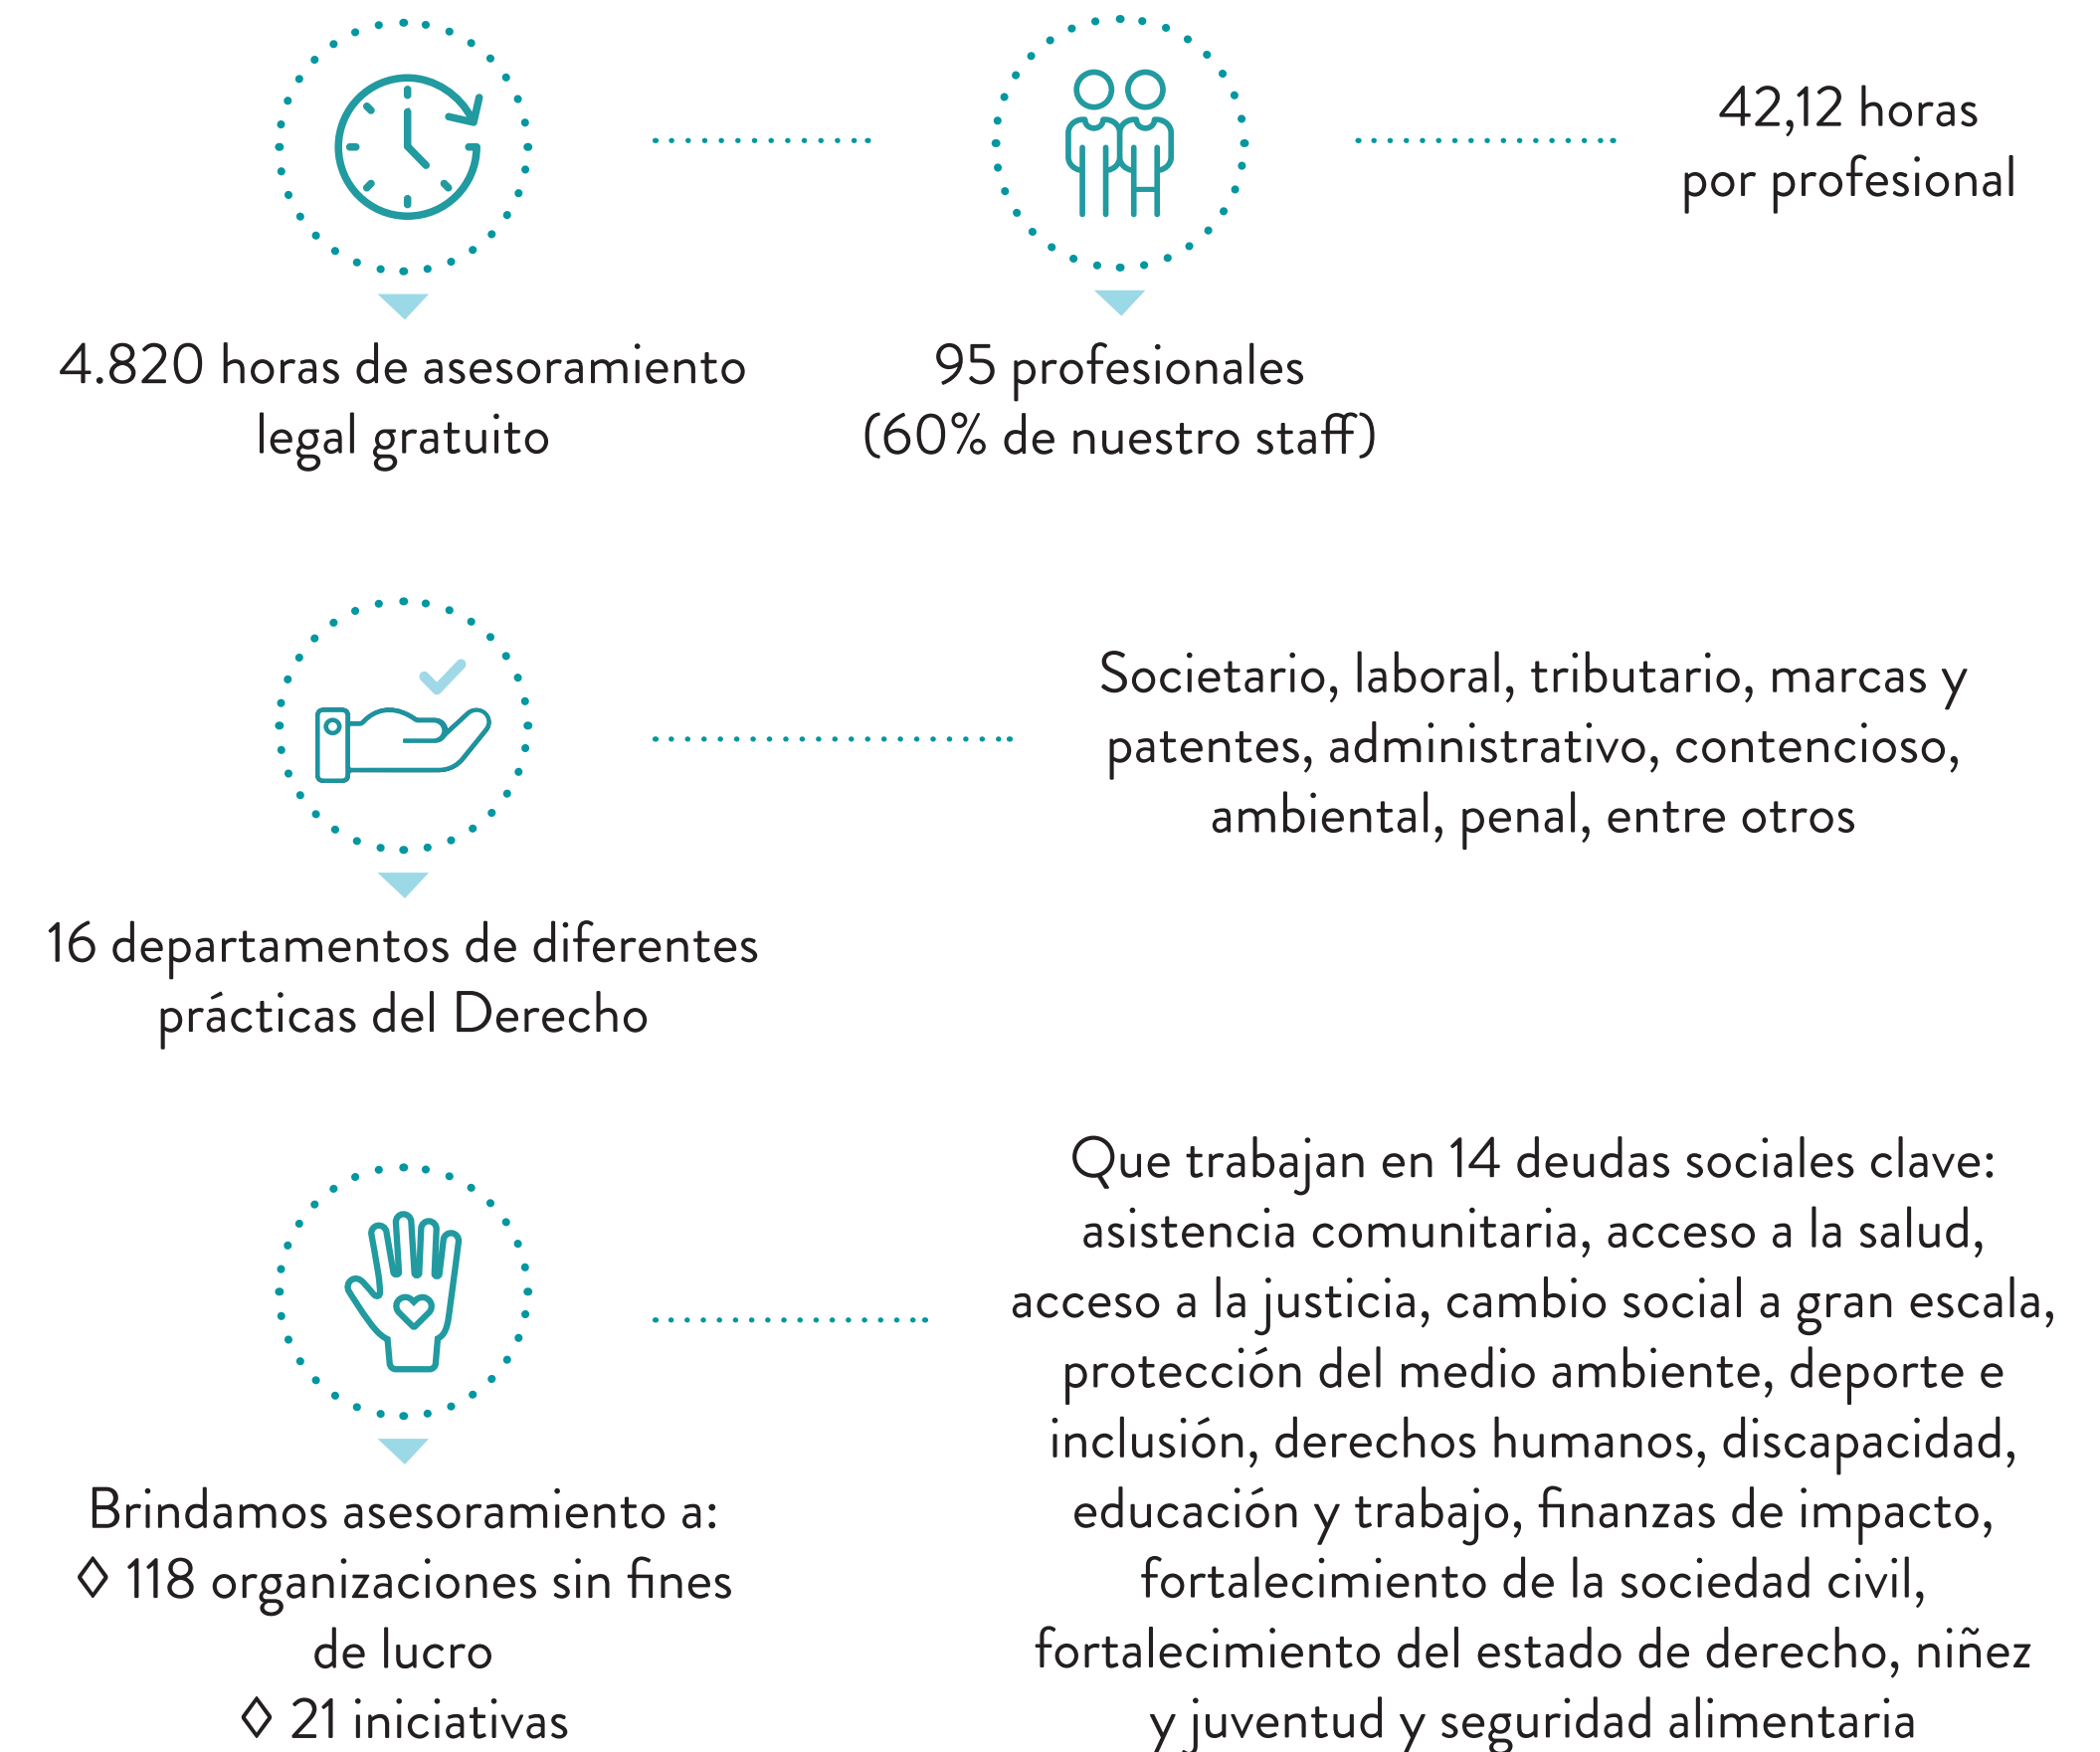 42,12 horas
por profesional
4.820 horas de asesoramiento
legal gratuito
95 profesionales
(60% de nuestro staff)
Societario, laboral, tributario, marcas y
patentes, administrativo, contencioso,
ambiental, penal, entre otros
16 departamentos de diferentes
prácticas del Derecho
Brindamos asesoramiento a:
◊ 118 organizaciones sin fines
de lucro
◊ 21 iniciativas
Que trabajan en 14 deudas sociales clave:
asistencia comunitaria, acceso a la salud,
acceso a la justicia, cambio social a gran escala,
protección del medio ambiente, deporte e
inclusión, derechos humanos, discapacidad,
educación y trabajo, finanzas de impacto,
fortalecimiento de la sociedad civil,
fortalecimiento del estado de derecho, niñez
y juventud y seguridad alimentaria